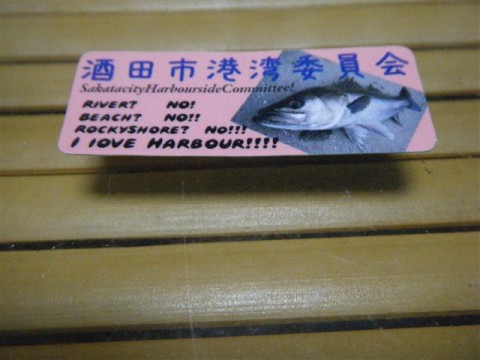 酒田市港湾委員会
SakatacityHarboursideCommittee!
RIVER? NO!
BEACH? NO!!
ROCKYSHORE? NO!!!
I lOVE HARBOUR!!!!